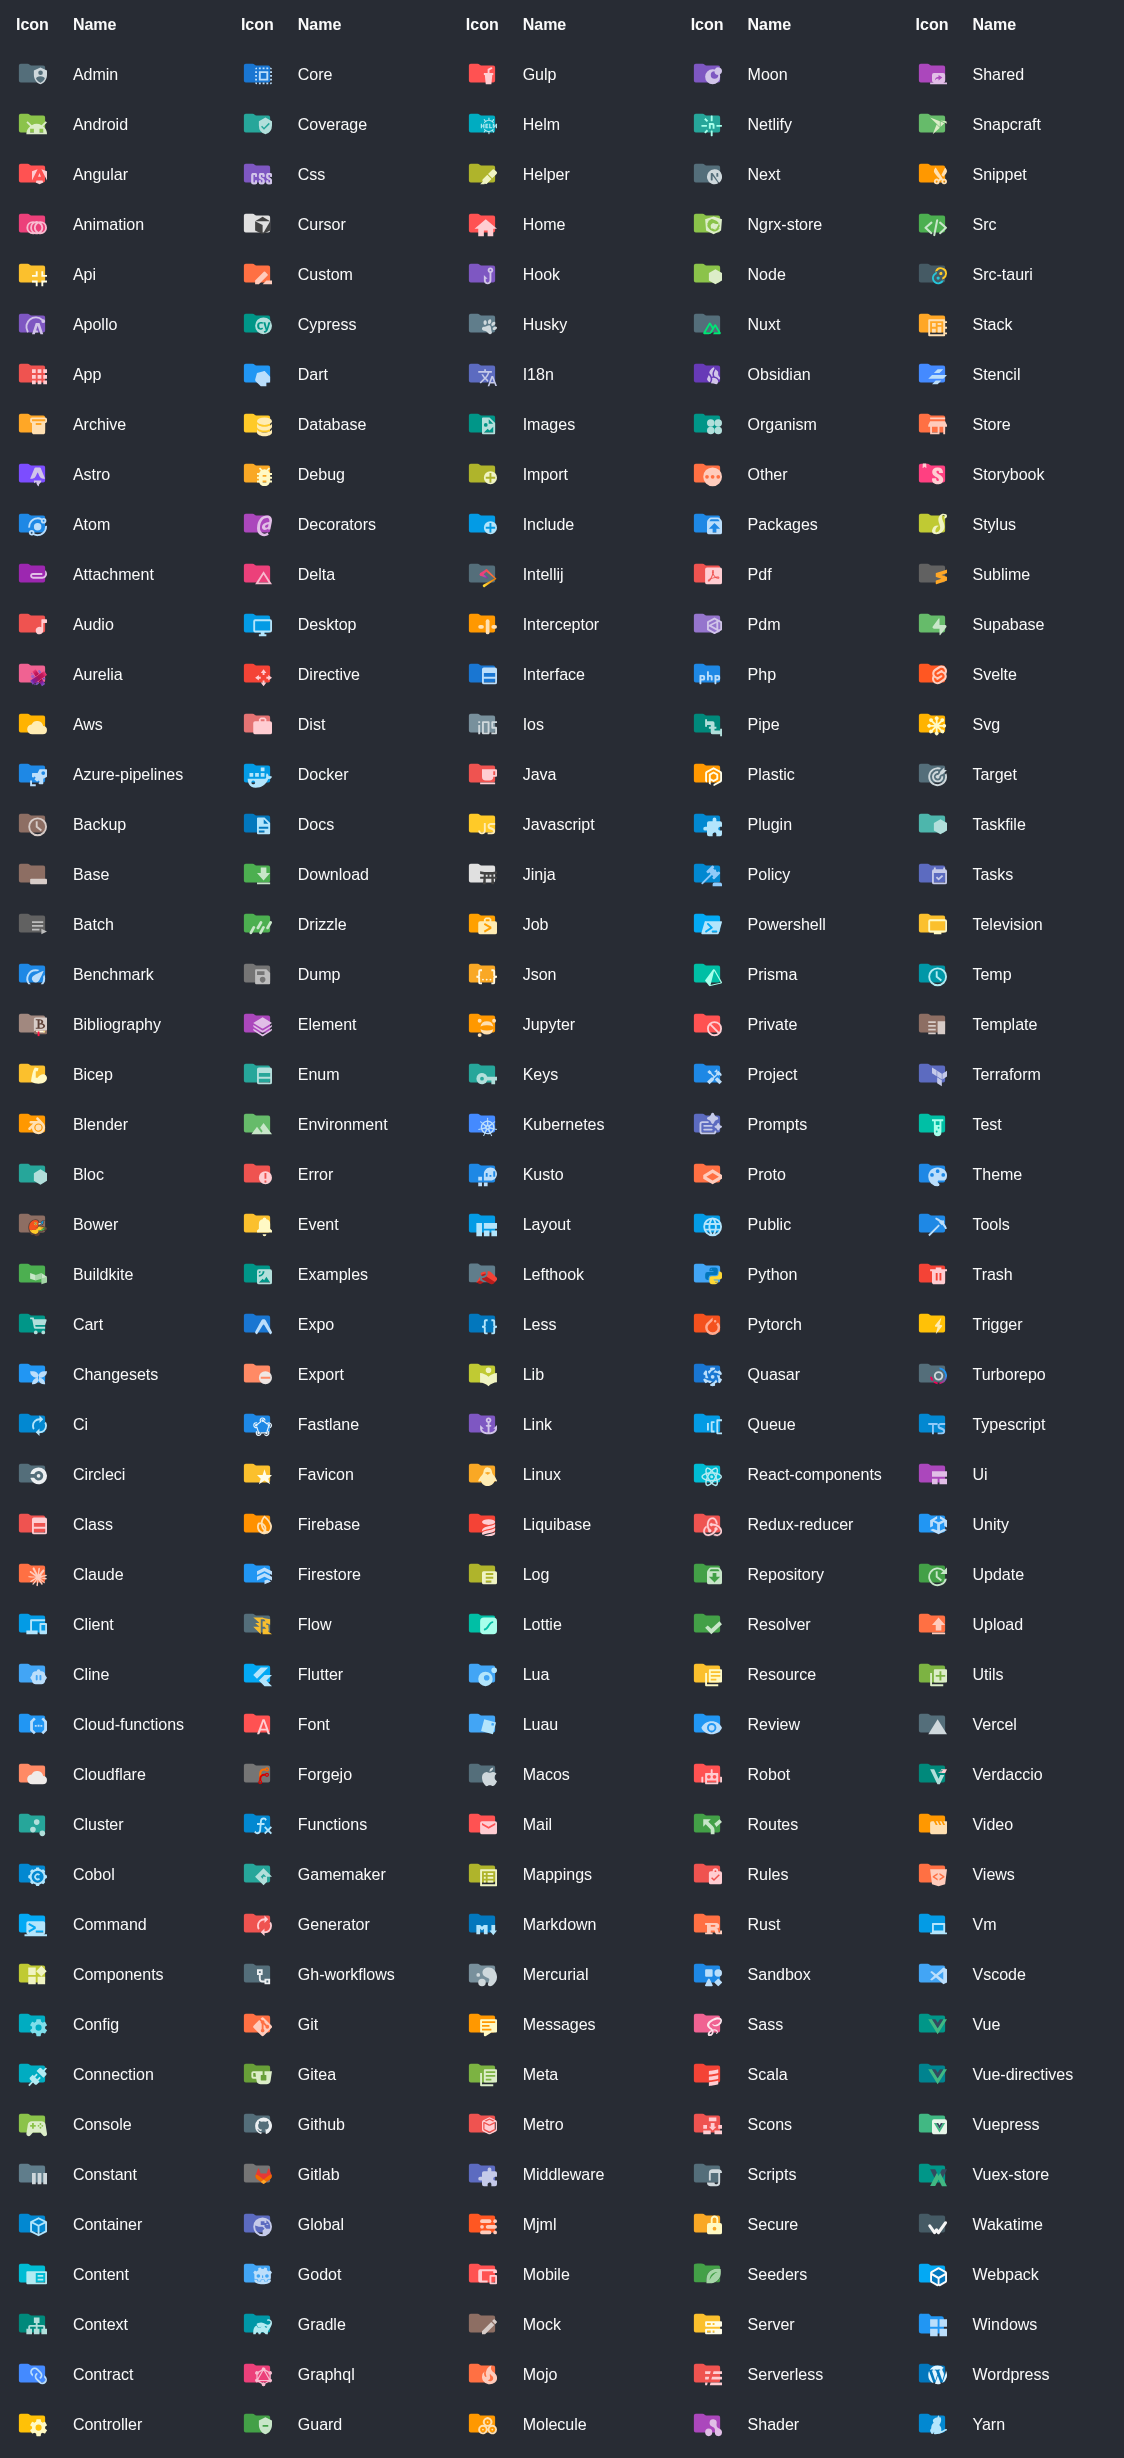 Icon Name Icon Name Icon Name Icon Name Icon Name
Admin Core Gulp Moon Shared
Android Coverage Helm Netlify Snapcraft
Angular Css Helper Next Snippet
Animation Cursor Home Ngrx-store Src
Api Custom Hook Node Src-tauri
Apollo Cypress Husky Nuxt Stack
App Dart I18n Obsidian Stencil
Archive Database Images Organism Store
Astro Debug Import Other Storybook
Atom Decorators Include Packages Stylus
Attachment Delta Intellij Pdf Sublime
Audio Desktop Interceptor Pdm Supabase
Aurelia Directive Interface Php Svelte
Aws Dist Ios Pipe Svg
Azure-pipelines Docker Java Plastic Target
Backup Docs Javascript Plugin Taskfile
Base Download Jinja Policy Tasks
Batch Drizzle Job Powershell Television
Benchmark Dump Json Prisma Temp
Bibliography Element Jupyter Private Template
Bicep Enum Keys Project Terraform
Blender Environment Kubernetes Prompts Test
Bloc Error Kusto Proto Theme
Bower Event Layout Public Tools
Buildkite Examples Lefthook Python Trash
Cart Expo Less Pytorch Trigger
Changesets Export Lib Quasar Turborepo
Ci Fastlane Link Queue Typescript
Circleci Favicon Linux React-components Ui
Class Firebase Liquibase Redux-reducer Unity
Claude Firestore Log Repository Update
Client Flow Lottie Resolver Upload
Cline Flutter Lua Resource Utils
Cloud-functions Font Luau Review Vercel
Cloudflare Forgejo Macos Robot Verdaccio
Cluster Functions Mail Routes Video
Cobol Gamemaker Mappings Rules Views
Command Generator Markdown Rust Vm
Components Gh-workflows Mercurial Sandbox Vscode
Config Git Messages Sass Vue
Connection Gitea Meta Scala Vue-directives
Console Github Metro Scons Vuepress
Constant Gitlab Middleware Scripts Vuex-store
Container Global Mjml Secure Wakatime
Content Godot Mobile Seeders Webpack
Context Gradle Mock Server Windows
Contract Graphql Mojo Serverless Wordpress
Controller Guard Molecule Shader Yarn